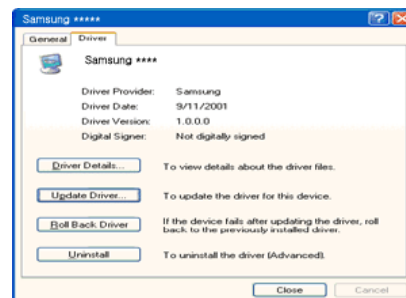 Samsung *****
General Driver
Samsung ****
Driver Provider: Samsung
Driver Date: 9/11/2001
Driver Version: 1.0.0.0
Digital Signer: Not digitally signed
Driver Details... To view details about the driver files.
Update Driver... To update the driver for this device.
Roll Back Driver If the device fails after updating the driver, roll
back to the previously installed driver.
Uninstall To uninstall the driver (Advanced).
Close Cancel